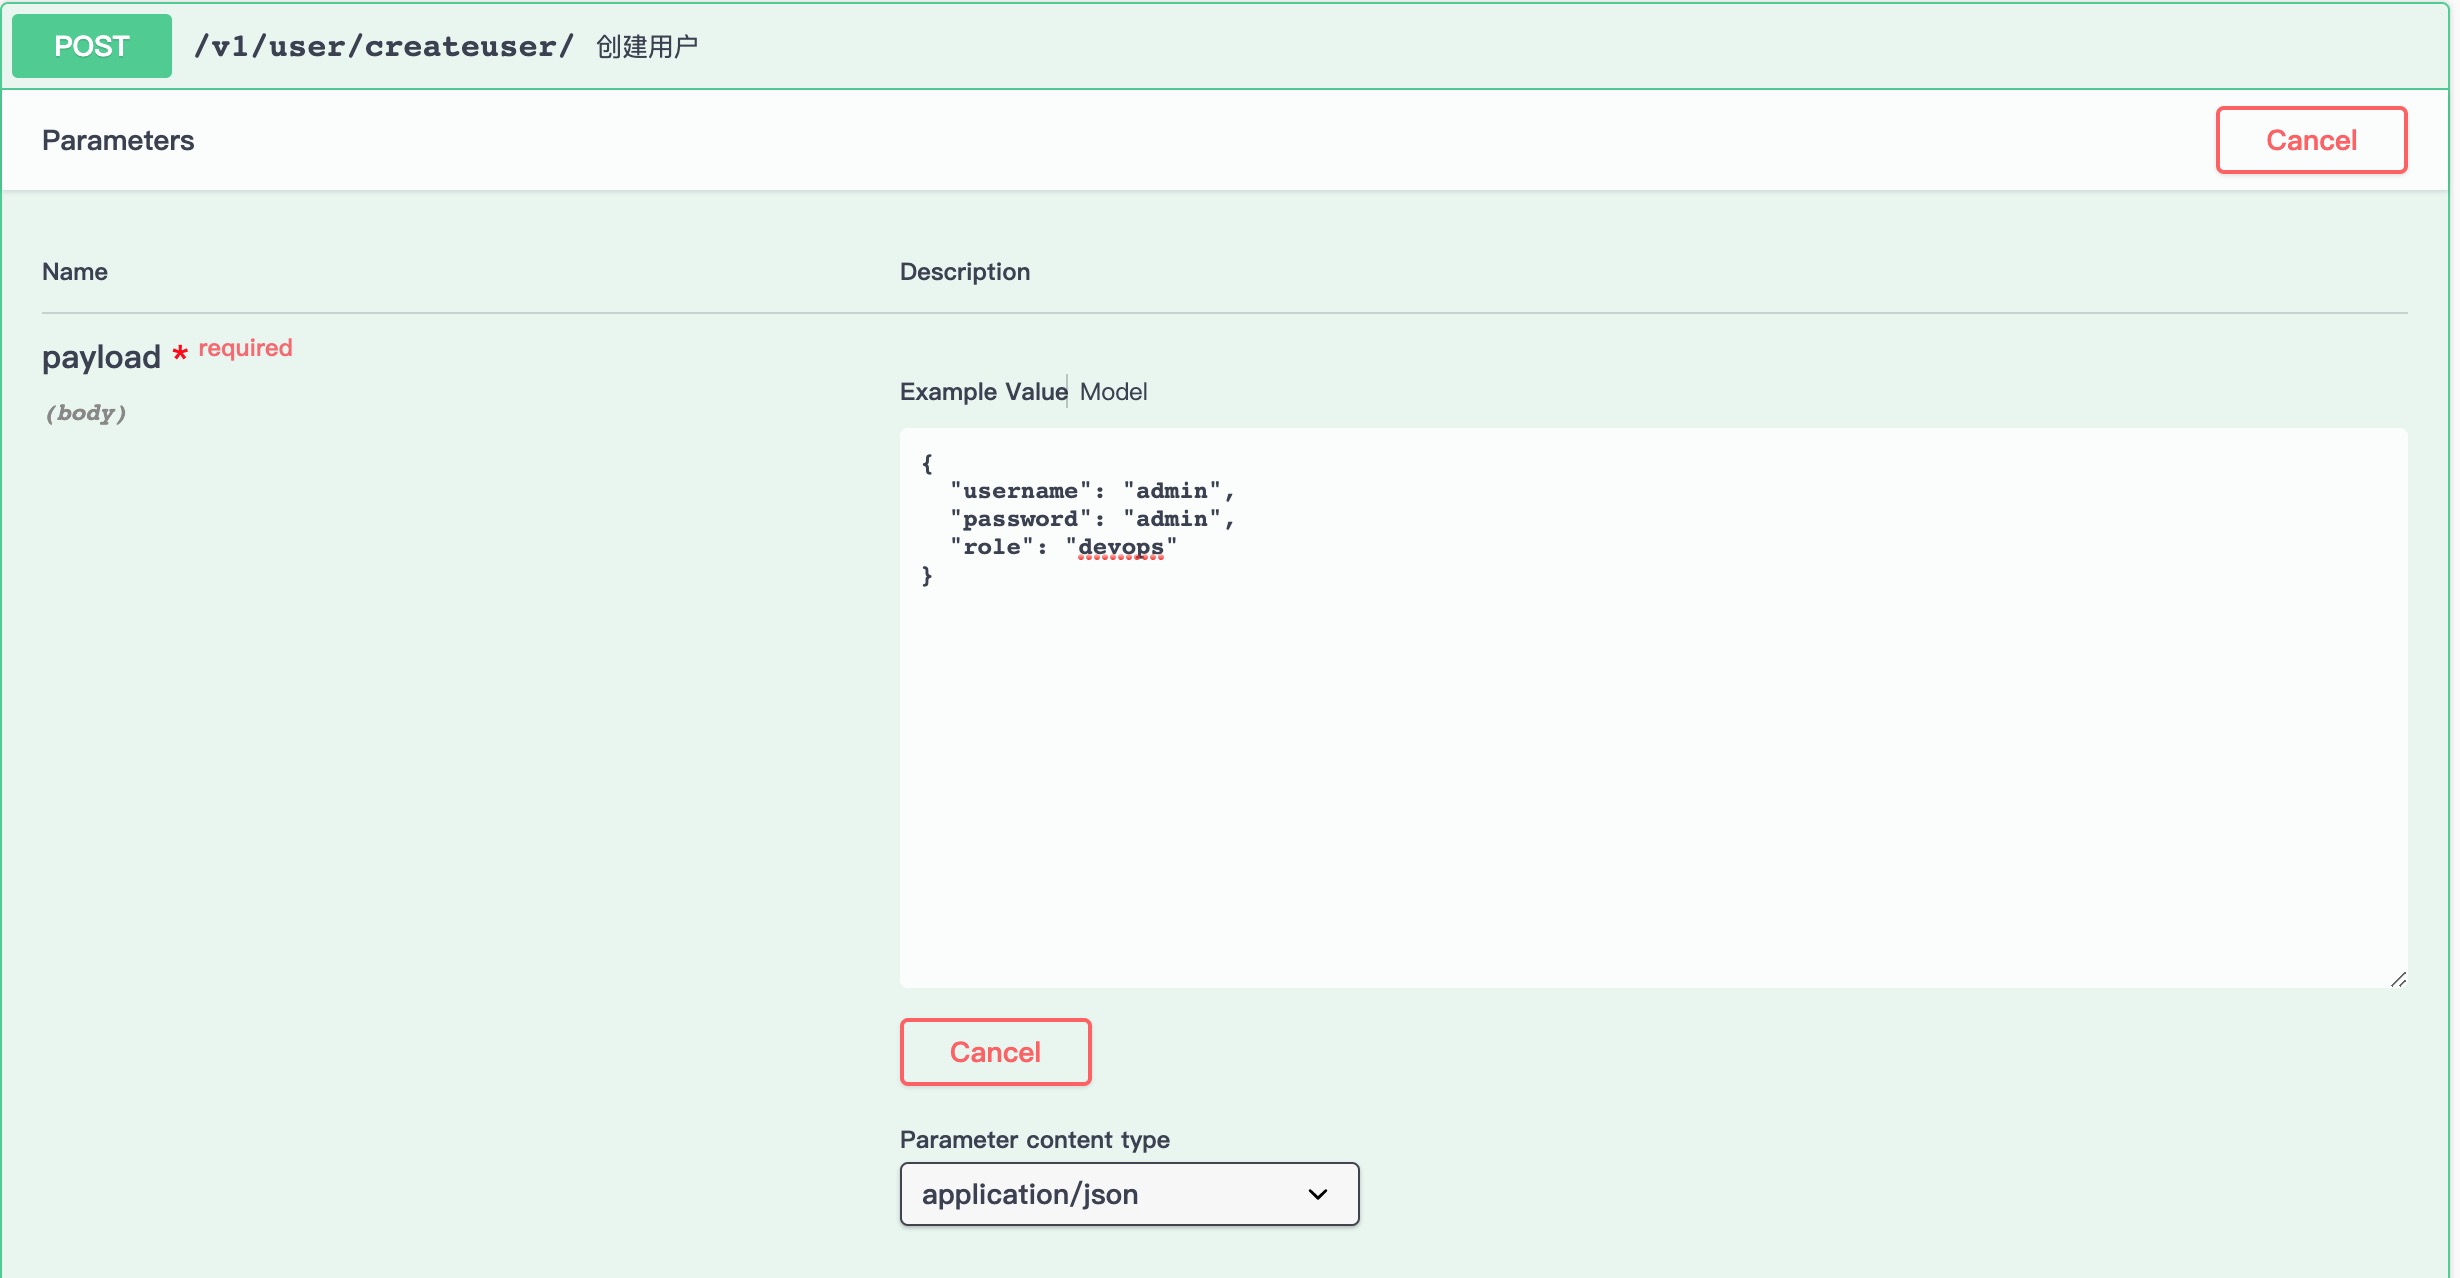 POST /v1/user/createuser/ 创建用户
Parameters Cancel
Name Description
payload * required
(body)
Example Value Model
{
  "username": "admin",
  "password": "admin",
  "role": "devops"
}
Cancel
Parameter content type
application/json